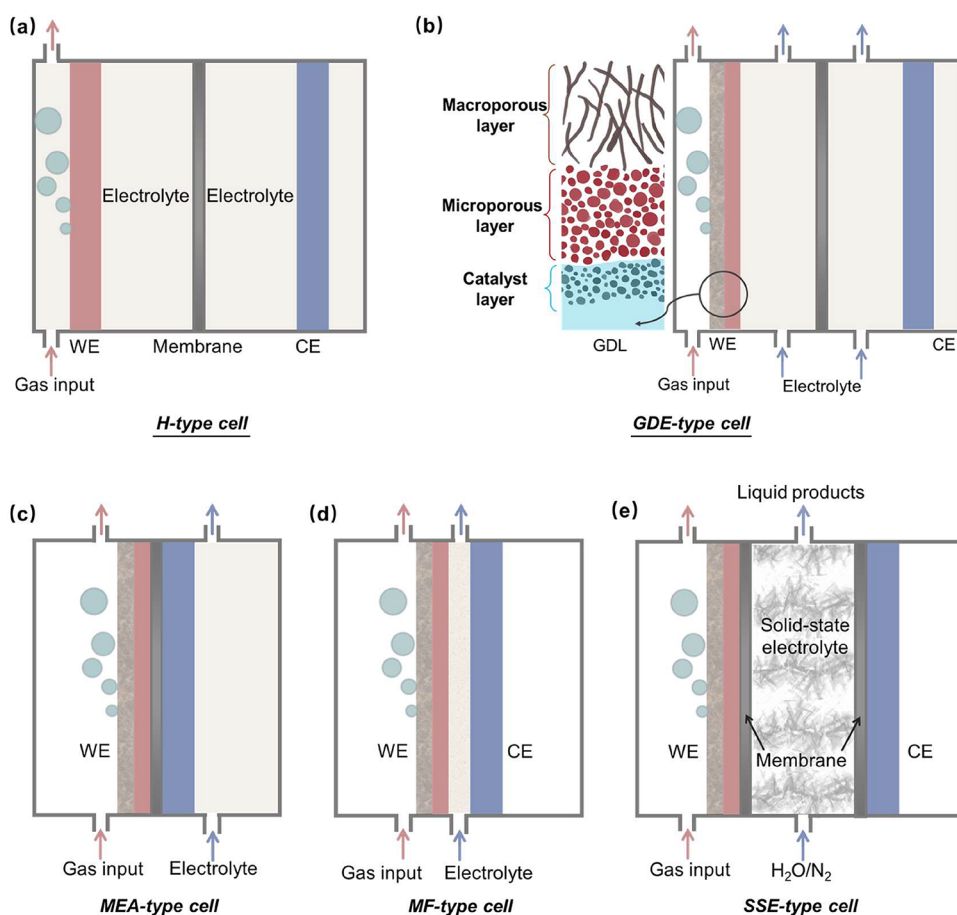 (a)
Electrolyte
Electrolyte
WE
Membrane
CE
Gas input
H-type cell
(b)
Macroporous
layer
Microporous
layer
Catalyst
layer
GDL
WE
CE
Gas input
Electrolyte
GDE-type cell
(c)
WE
Gas input
Electrolyte
MEA-type cell
(d)
WE
CE
Gas input
Electrolyte
MF-type cell
(e)
Liquid products
Solid-state
electrolyte
WE
Membrane
CE
Gas input
H₂O/N₂
SSE-type cell